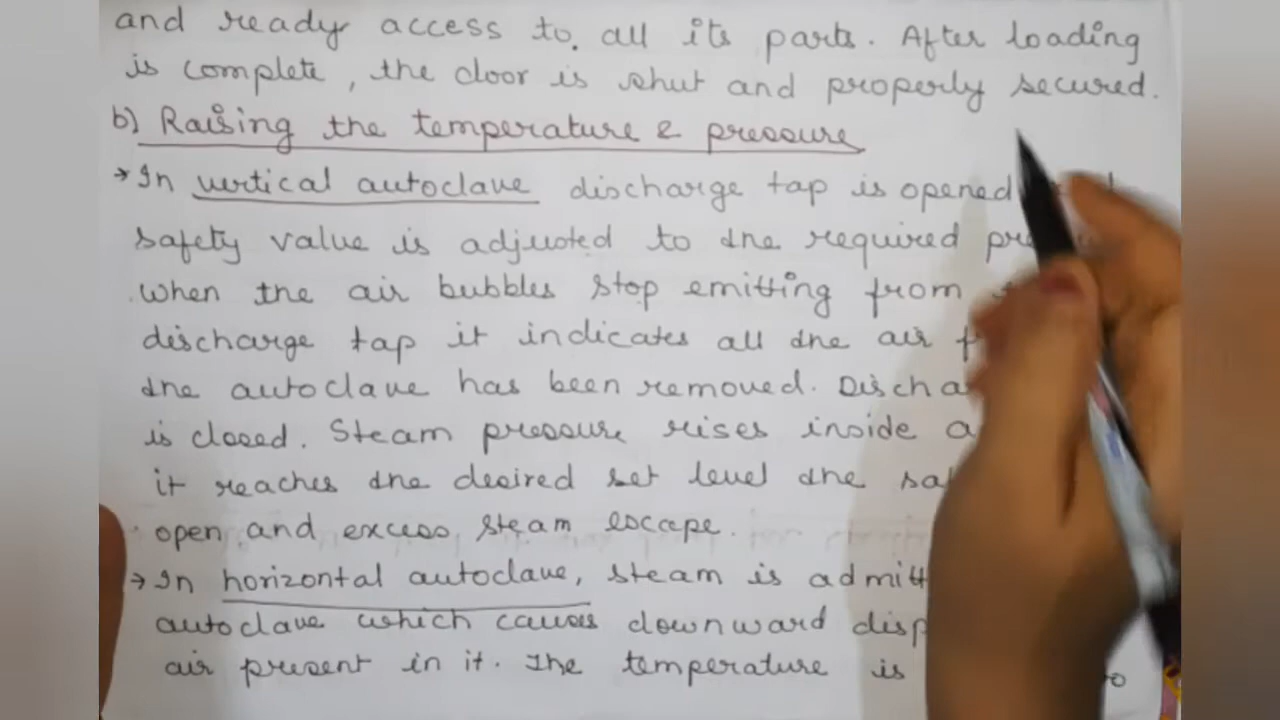 and ready access to all its parts. After loading
is complete, the door is shut and properly secured.
b) Raising the temperature & pressure
→ In vertical autoclave discharge tap is opened
safety value is adjusted to the required
when the air bubbles stop emitting from
discharge tap it indicates all the air
the autoclave has been removed.
is closed. Steam pressure rises inside
it reaches the desired set level the
open and excess steam escape.
→ In horizontal autoclave, steam is
autoclave which causes downward
air present in it. The temperature is